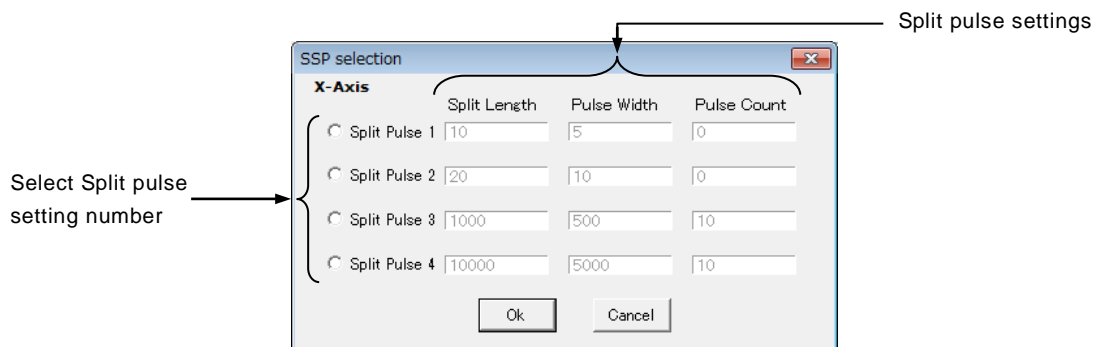 Split pulse settings
SSP selection
X-Axis
Split Length Pulse Width Pulse Count
Split Pulse 1 10 5 0
Split Pulse 2 20 10 0
Select Split pulse
setting number
Split Pulse 3 1000 500 10
Split Pulse 4 10000 5000 10
Ok Cancel